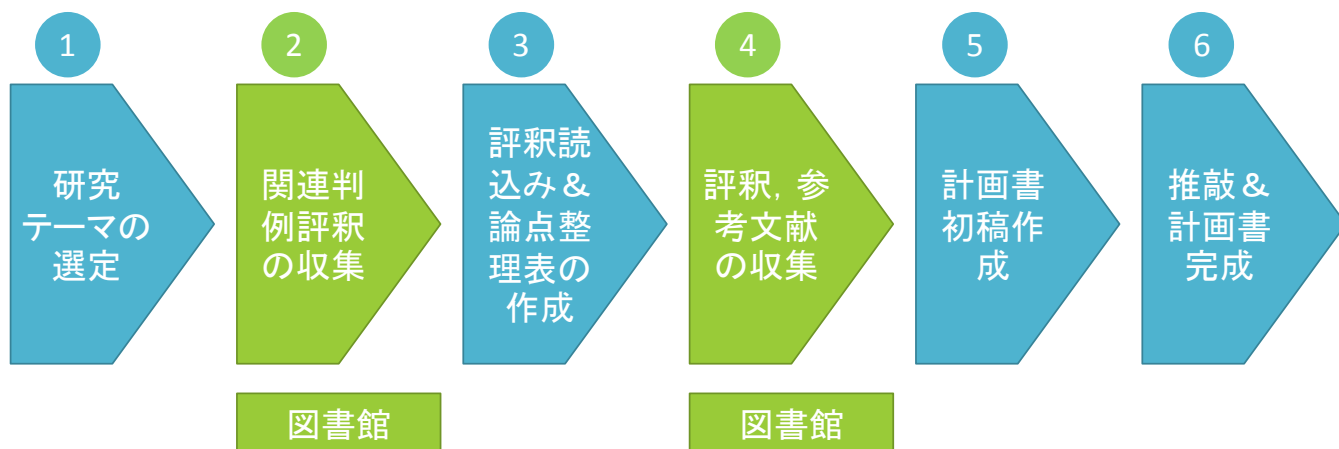 1
2
3
4
5
6
研究
テーマの
選定
関連判
例評釈
の収集
評釈読
込み＆
論点整
理表の
作成
評釈，参
考文献
の収集
計画書
初稿作
成
推敲＆
計画書
完成
図書館
図書館